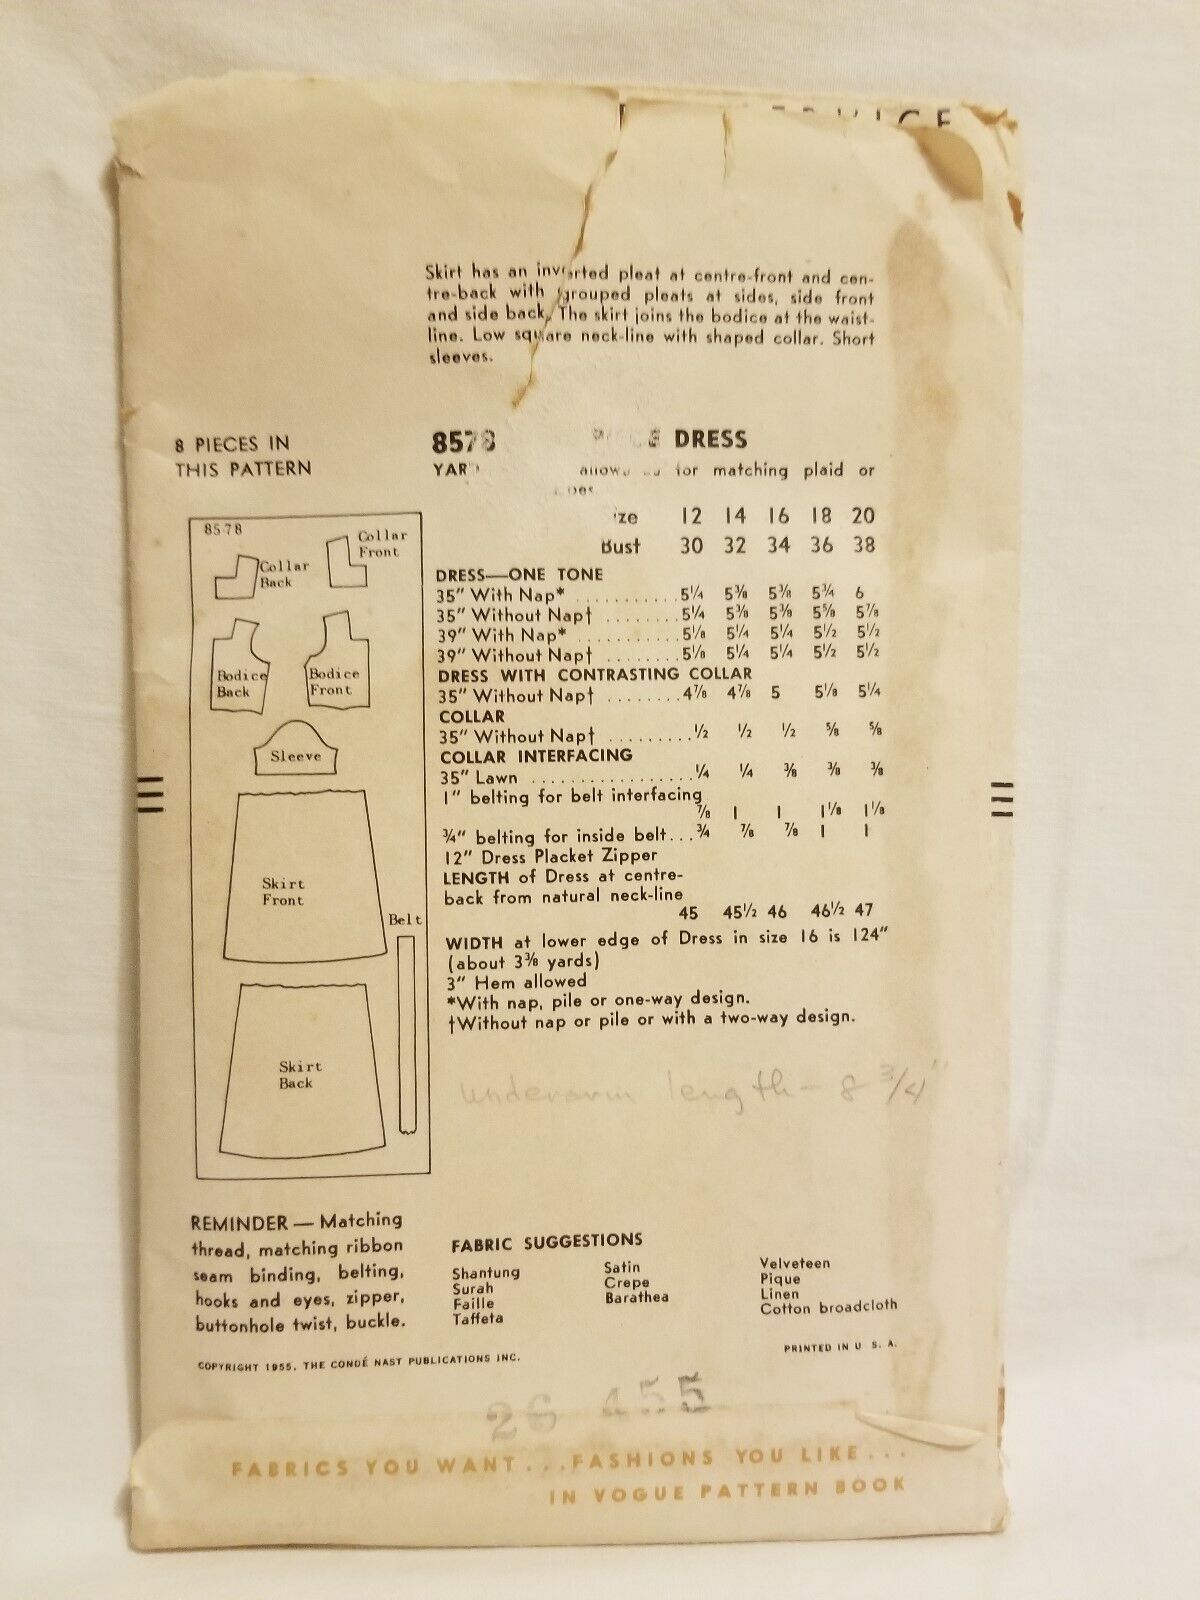 Skirt has an inverted pleat at centre-front and cen-
tre-back with grouped pleats at sides, side front
and side back. The skirt joins the bodice at the waist-
line. Low square neck-line with shaped collar. Short
sleeves.
8 PIECES IN
THIS PATTERN
8578 DRESS
for matching plaid or
Size 12 14 16 18 20
Bust 30 32 34 36 38
8578
Collar
Front
Collar
Back
Bodice
Back
Bodice
Front
Sleeve
Skirt
Front
Belt
Skirt
Back
DRESS—ONE TONE
35" With Nap* ........... 5¼ 5⅜ 5⅜ 5¾ 6
35" Without Nap† ........ 5¼ 5⅜ 5⅜ 5⅝ 5⅞
39" With Nap* ........... 5⅛ 5¼ 5¼ 5½ 5½
39" Without Nap† ........ 5⅛ 5¼ 5¼ 5½ 5½
DRESS WITH CONTRASTING COLLAR
35" Without Nap† ........ 4⅞ 4⅞ 5 5⅛ 5¼
COLLAR
35" Without Nap† ......... ½ ½ ½ ⅝ ⅝
COLLAR INTERFACING
35" Lawn ................. ¼ ¼ ⅜ ⅜ ⅜
1" belting for belt interfacing
⅞ 1 1 1⅛ 1⅛
¾" belting for inside belt... ¾ ⅞ ⅞ 1 1
12" Dress Placket Zipper
LENGTH of Dress at centre-
back from natural neck-line
45 45½ 46 46½ 47
WIDTH at lower edge of Dress in size 16 is 124"
(about 3⅜ yards)
3" Hem allowed
*With nap, pile or one-way design.
†Without nap or pile or with a two-way design.
underarm length - 8 3/4"
REMINDER — Matching
thread, matching ribbon
seam binding, belting,
hooks and eyes, zipper,
buttonhole twist, buckle.
FABRIC SUGGESTIONS
Shantung
Surah
Faille
Taffeta
Satin
Crepe
Barathea
Velveteen
Pique
Linen
Cotton broadcloth
COPYRIGHT 1955, THE CONDÉ NAST PUBLICATIONS INC.
PRINTED IN U. S. A.
26 455
FABRICS YOU WANT...FASHIONS YOU LIKE...
IN VOGUE PATTERN BOOK